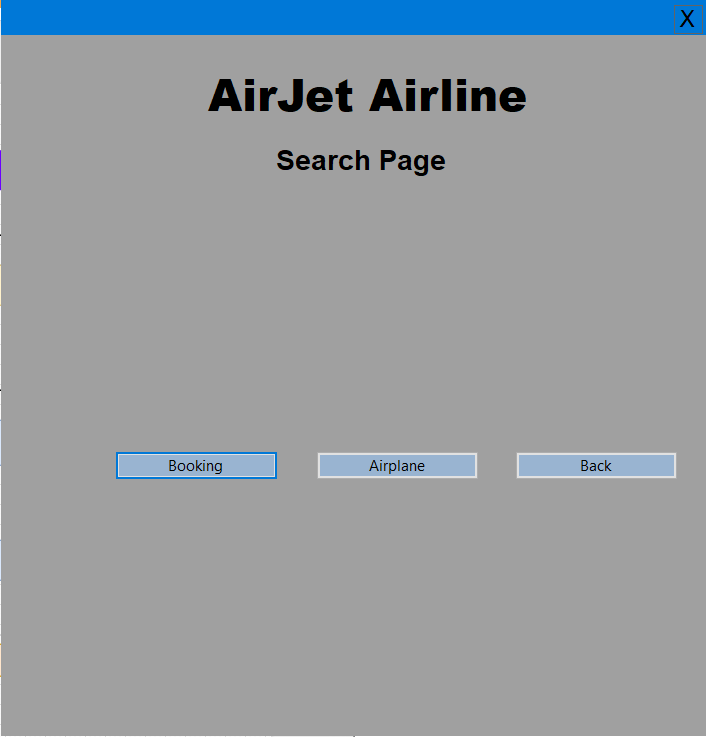 X
AirJet Airline
Search Page
Booking Airplane Back